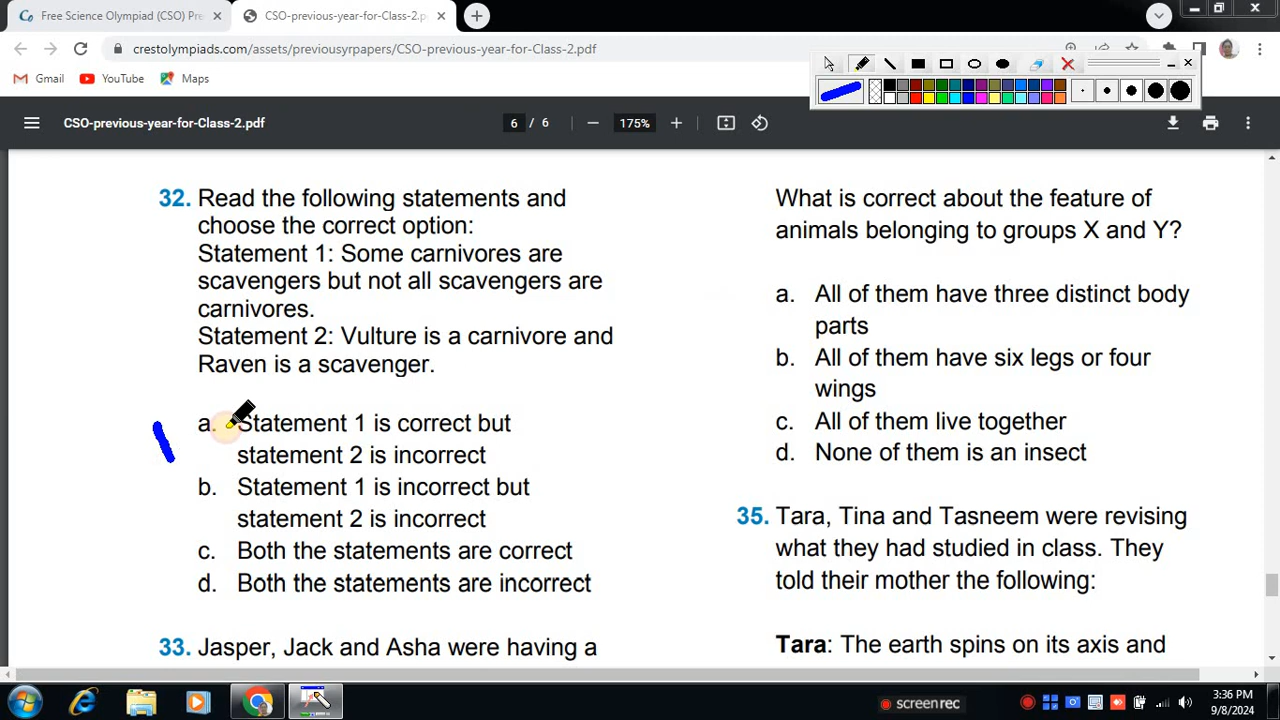 Free Science Olympiad (CSO) Pre
CSO-previous-year-for-Class-2.p
crestolympiads.com/assets/previousyrpapers/CSO-previous-year-for-Class-2.pdf
Gmail
YouTube
Maps
CSO-previous-year-for-Class-2.pdf
6 / 6
175%
32. Read the following statements and
choose the correct option:
Statement 1: Some carnivores are
scavengers but not all scavengers are
carnivores.
Statement 2: Vulture is a carnivore and
Raven is a scavenger.
a. Statement 1 is correct but
statement 2 is incorrect
b. Statement 1 is incorrect but
statement 2 is incorrect
c. Both the statements are correct
d. Both the statements are incorrect
33. Jasper, Jack and Asha were having a
What is correct about the feature of
animals belonging to groups X and Y?
a. All of them have three distinct body
parts
b. All of them have six legs or four
wings
c. All of them live together
d. None of them is an insect
35. Tara, Tina and Tasneem were revising
what they had studied in class. They
told their mother the following:
Tara: The earth spins on its axis and
screenrec
3:36 PM
9/8/2024